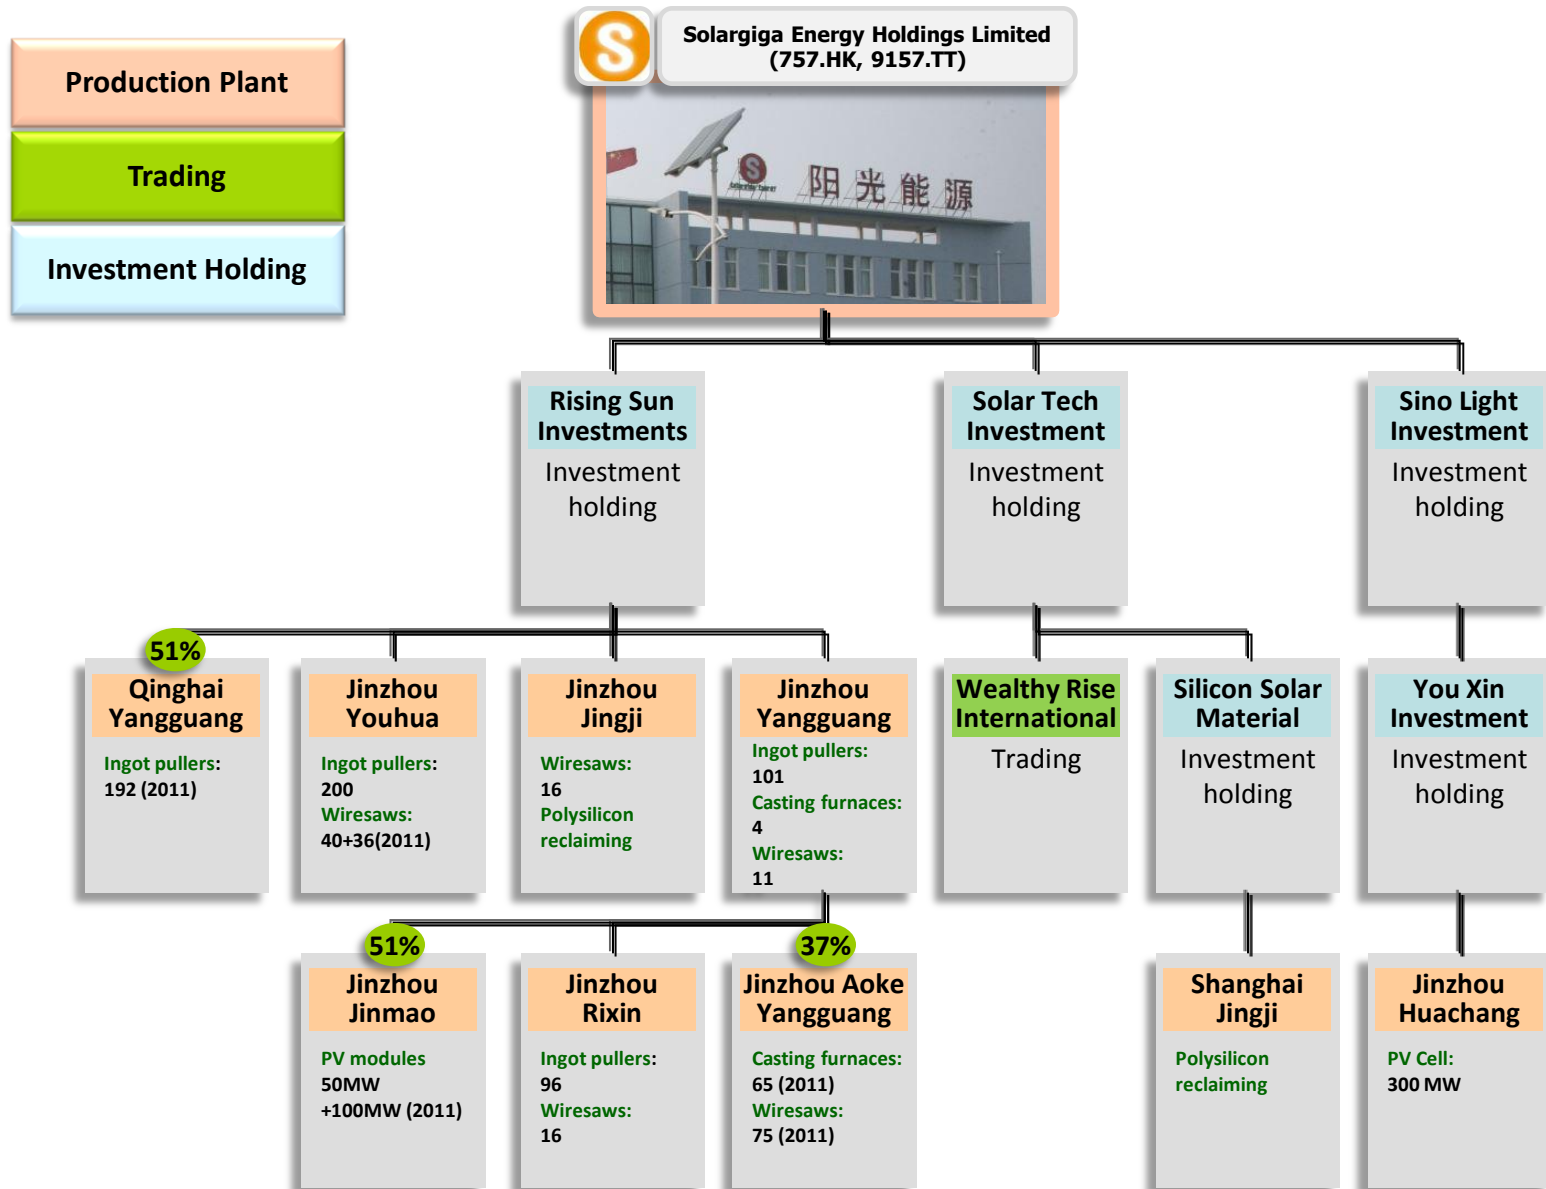 Solargiga Energy Holdings Limited
(757.HK, 9157.TT)
S
Production Plant
Trading
Investment Holding
S
阳光能源
Rising Sun
Investments
Investment
holding
Solar Tech
Investment
Investment
holding
Sino Light
Investment
Investment
holding
51%
Qinghai
Yangguang
Ingot pullers:
192 (2011)
Jinzhou
Youhua
Ingot pullers:
200
Wiresaws:
40+36(2011)
Jinzhou
Jingji
Wiresaws:
16
Polysilicon
reclaiming
Jinzhou
Yangguang
Ingot pullers:
101
Casting furnaces:
4
Wiresaws:
11
Wealthy Rise
International
Trading
Silicon Solar
Material
Investment
holding
You Xin
Investment
Investment
holding
51%
Jinzhou
Jinmao
PV modules
50MW
+100MW (2011)
Jinzhou
Rixin
Ingot pullers:
96
Wiresaws:
16
37%
Jinzhou Aoke
Yangguang
Casting furnaces:
65 (2011)
Wiresaws:
75 (2011)
Shanghai
Jingji
Polysilicon
reclaiming
Jinzhou
Huachang
PV Cell:
300 MW